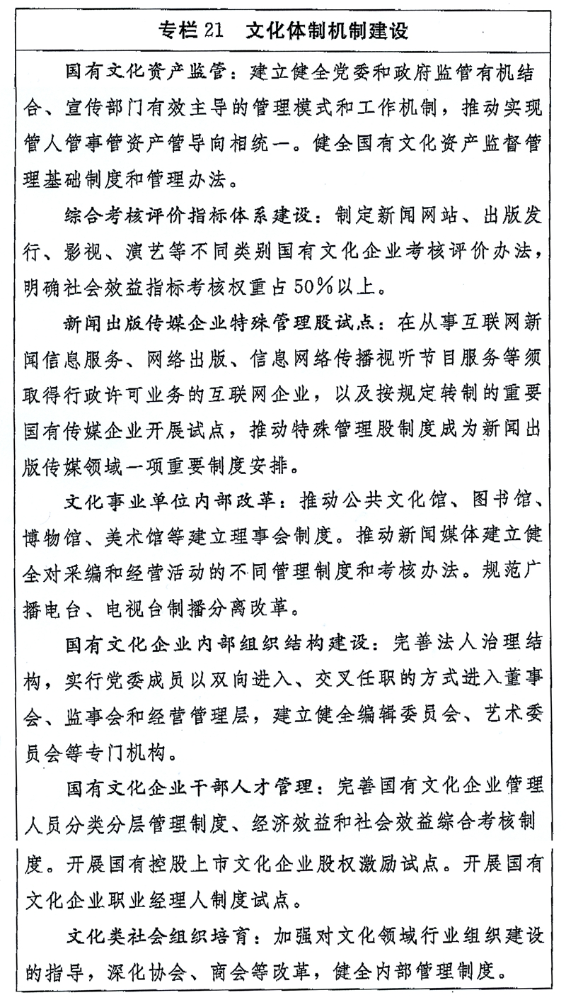 专栏 21　文化体制机制建设
国有文化资产监管：建立健全党委和政府监管有机结
合、宣传部门有效主导的管理模式和工作机制，推动实现
管人管事管资产管导向相统一。健全国有文化资产监督管
理基础制度和管理办法。
综合考核评价指标体系建设：制定新闻网站、出版发
行、影视、演艺等不同类别国有文化企业考核评价办法，
明确社会效益指标考核权重占 50%以上。
新闻出版传媒企业特殊管理股试点：在从事互联网新
闻信息服务、网络出版、信息网络传播视听节目服务等须
取得行政许可业务的互联网企业，以及按规定转制的重要
国有传媒企业开展试点，推动特殊管理股制度成为新闻出
版传媒领域一项重要制度安排。
文化事业单位内部改革：推动公共文化馆、图书馆、
博物馆、美术馆等建立理事会制度。推动新闻媒体建立健
全对采编和经营活动的不同管理制度和考核办法。规范广
播电台、电视台制播分离改革。
国有文化企业内部组织结构建设：完善法人治理结
构，实行党委成员以双向进入、交叉任职的方式进入董事
会、监事会和经营管理层，建立健全编辑委员会、艺术委
员会等专门机构。
国有文化企业干部人才管理：完善国有文化企业管理
人员分类分层管理制度、经济效益和社会效益综合考核制
度。开展国有控股上市文化企业股权激励试点。开展国有
文化企业职业经理人制度试点。
文化类社会组织培育：加强对文化领域行业组织建设
的指导，深化协会、商会等改革，健全内部管理制度。